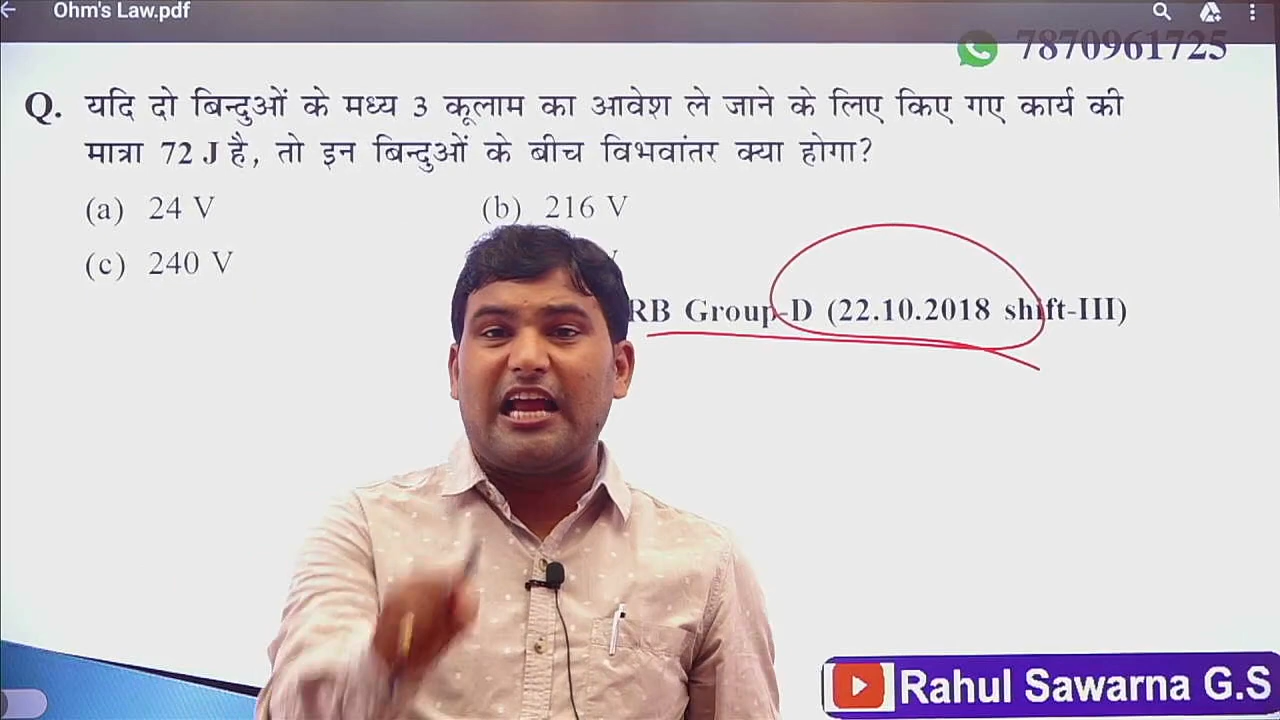 Ohm's Law.pdf
7870961725
Q. यदि दो बिन्दुओं के मध्य 3 कूलाम का आवेश ले जाने के लिए किए गए कार्य की
मात्रा 72 J है, तो इन बिन्दुओं के बीच विभवांतर क्या होगा?
(a) 24 V (b) 216 V
(c) 240 V
RB Group-D (22.10.2018 shift-III)
Rahul Sawarna G.S